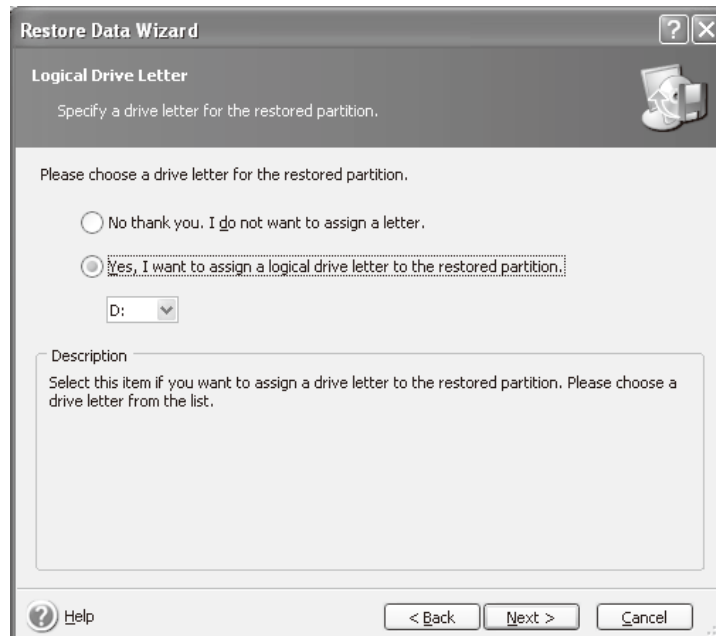 Restore Data Wizard
Logical Drive Letter
Specify a drive letter for the restored partition.
Please choose a drive letter for the restored partition.
No thank you. I do not want to assign a letter.
Yes, I want to assign a logical drive letter to the restored partition.
D:
Description
Select this item if you want to assign a drive letter to the restored partition. Please choose a
drive letter from the list.
? Help
< Back
Next >
Cancel